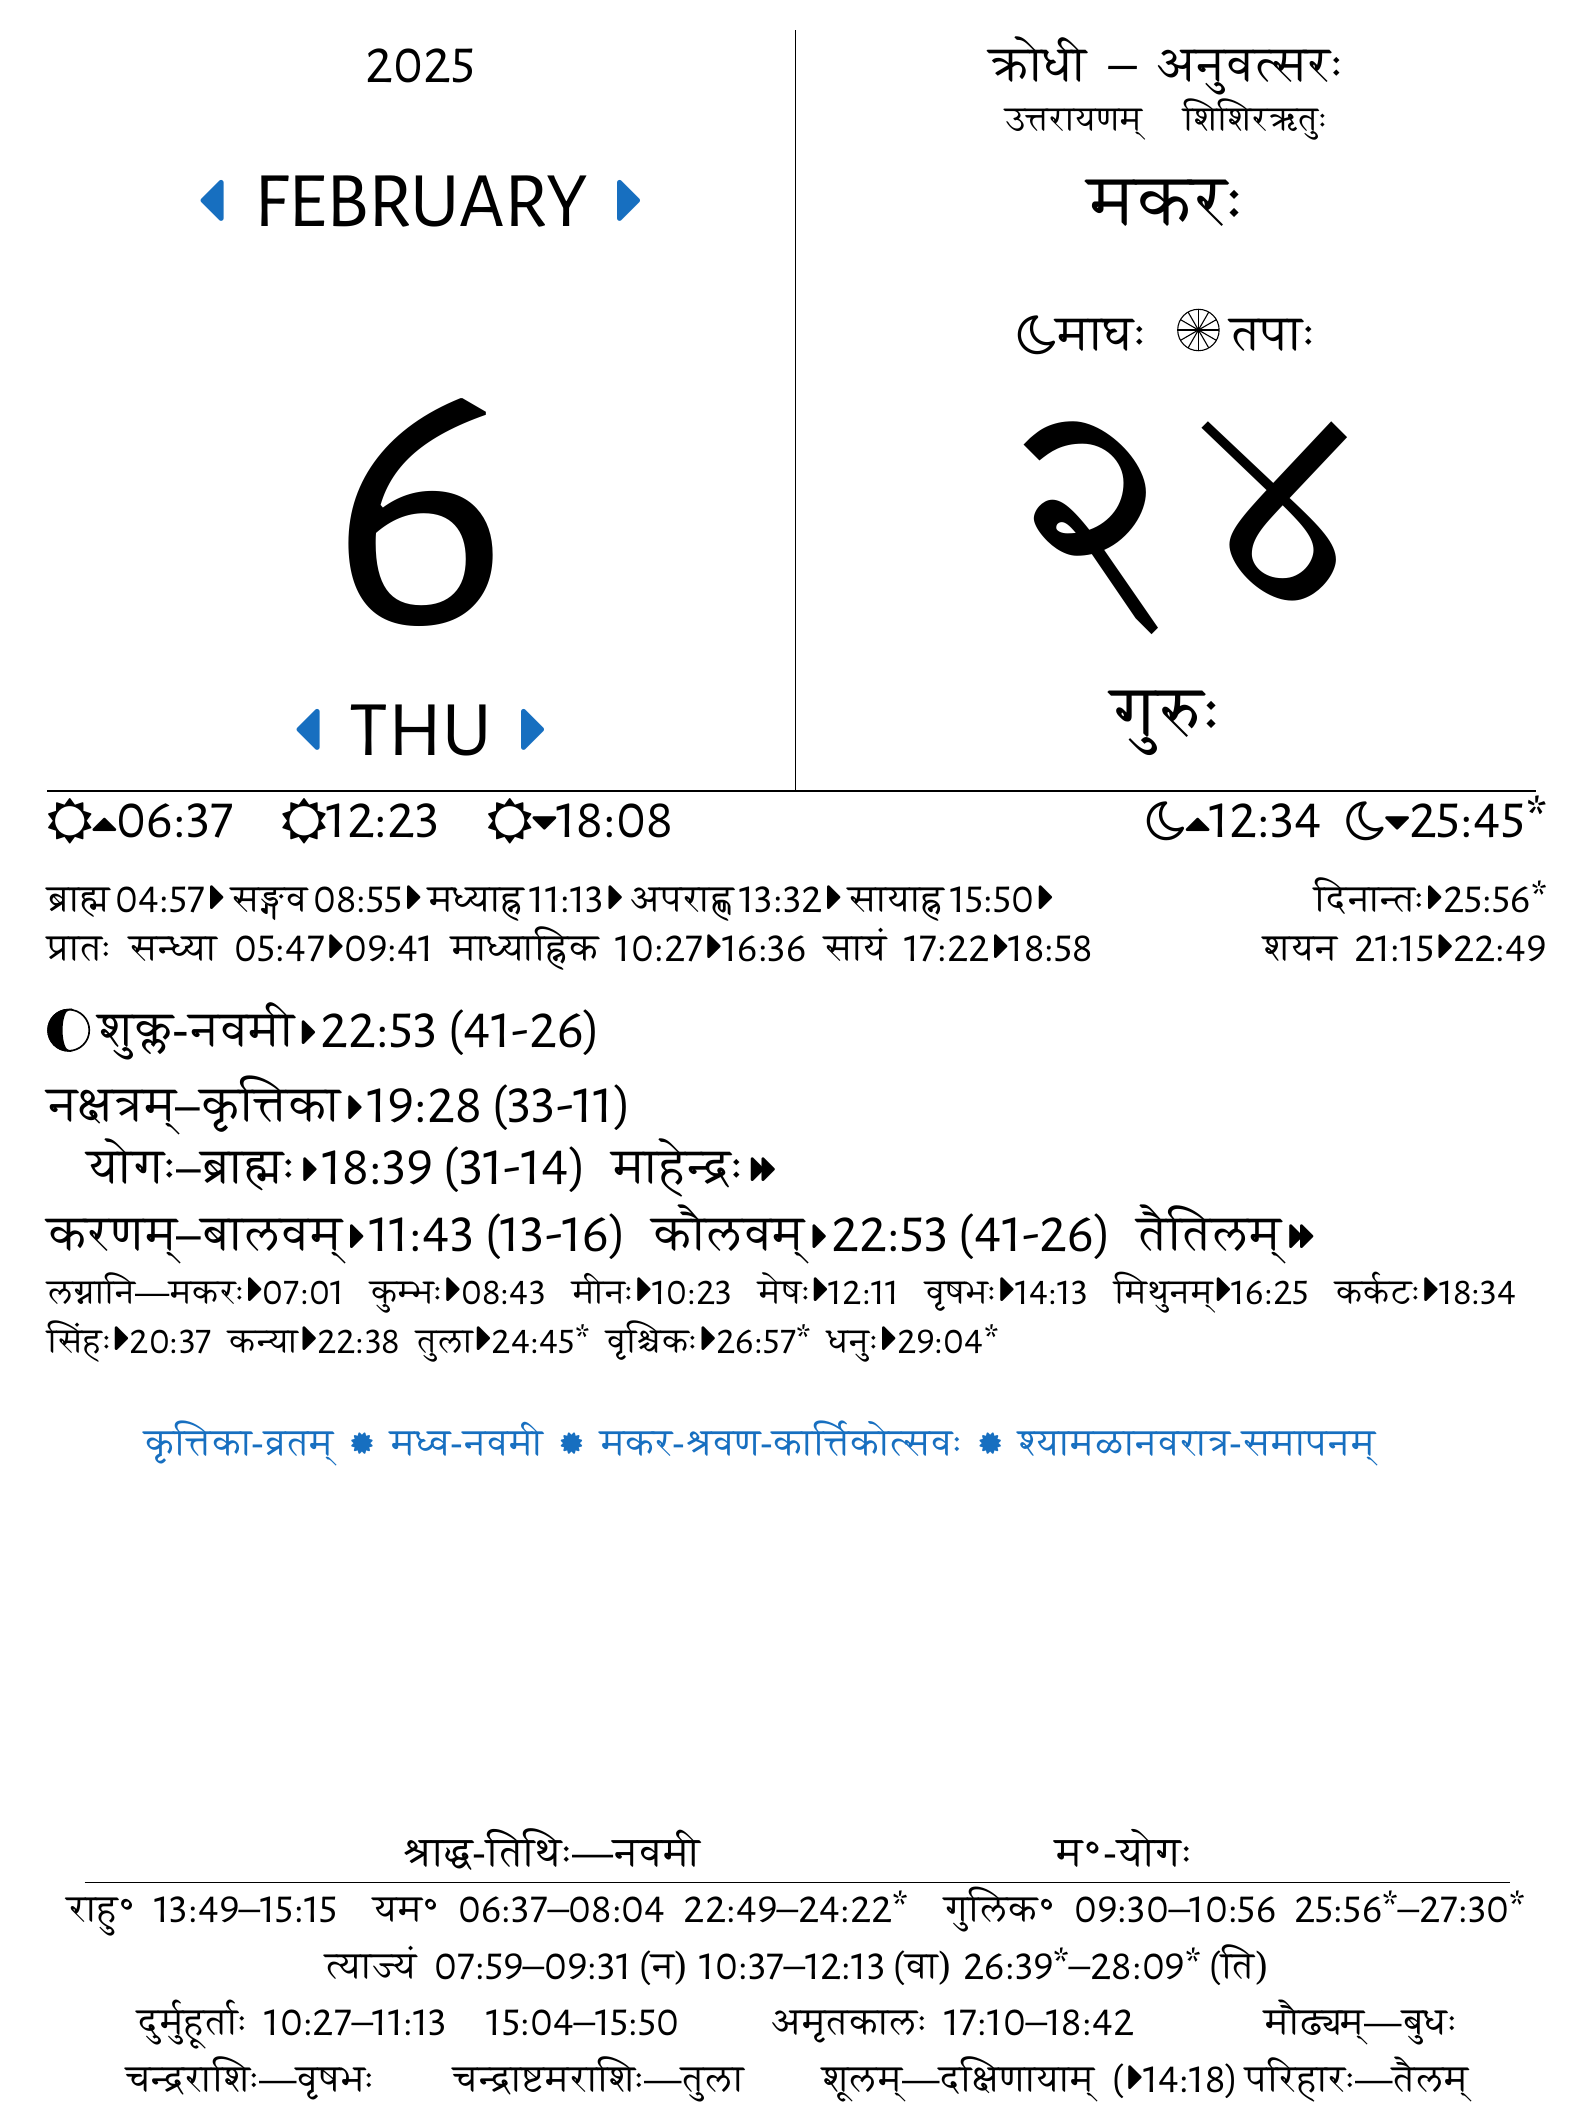 2025
FEBRUARY
6
THU
क्रोधी – अनुवत्सरः
उत्तरायणम् शिशिरऋतुः
मकरः
माघः तपाः
२४
गुरुः
06:37 12:23 18:08 12:34 25:45*
ब्राह्म 04:57 सङ्गव 08:55 मध्याह्न 11:13 अपराह्ण 13:32 सायाह्न 15:50 दिनान्तः 25:56*
प्रातः सन्ध्या 05:47 09:41 माध्याह्निक 10:27 16:36 सायं 17:22 18:58 शयन 21:15 22:49
शुक्ल-नवमी 22:53 (41-26)
नक्षत्रम्–कृत्तिका 19:28 (33-11)
योगः–ब्राह्मः 18:39 (31-14) माहेन्द्रः
करणम्–बालवम् 11:43 (13-16) कौलवम् 22:53 (41-26) तैतिलम्
लग्नानि—मकरः 07:01 कुम्भः 08:43 मीनः 10:23 मेषः 12:11 वृषभः 14:13 मिथुनम् 16:25 कर्कटः 18:34
सिंहः 20:37 कन्या 22:38 तुला 24:45* वृश्चिकः 26:57* धनुः 29:04*
कृत्तिका-व्रतम् ✹ मध्व-नवमी ✹ मकर-श्रवण-कार्त्तिकोत्सवः ✹ श्यामळानवरात्र-समापनम्
श्राद्ध-तिथिः—नवमी म॰-योगः
राहु॰ 13:49–15:15 यम॰ 06:37–08:04 22:49–24:22* गुलिक॰ 09:30–10:56 25:56*–27:30*
त्याज्यं 07:59–09:31 (न) 10:37–12:13 (वा) 26:39*–28:09* (ति)
दुर्मुहूर्ताः 10:27–11:13 15:04–15:50 अमृतकालः 17:10–18:42 मौढ्यम्—बुधः
चन्द्रराशिः—वृषभः चन्द्राष्टमराशिः—तुला शूलम्—दक्षिणायाम् (14:18) परिहारः—तैलम्